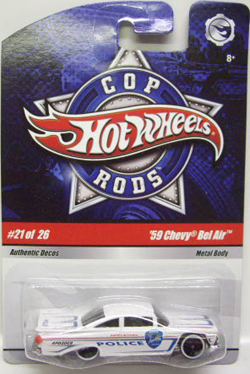 COP
Hot Wheels
RODS
8+
#21 of 26
'59 Chevy® Bel Air™
Authentic Decos
Metal Body
POLICE